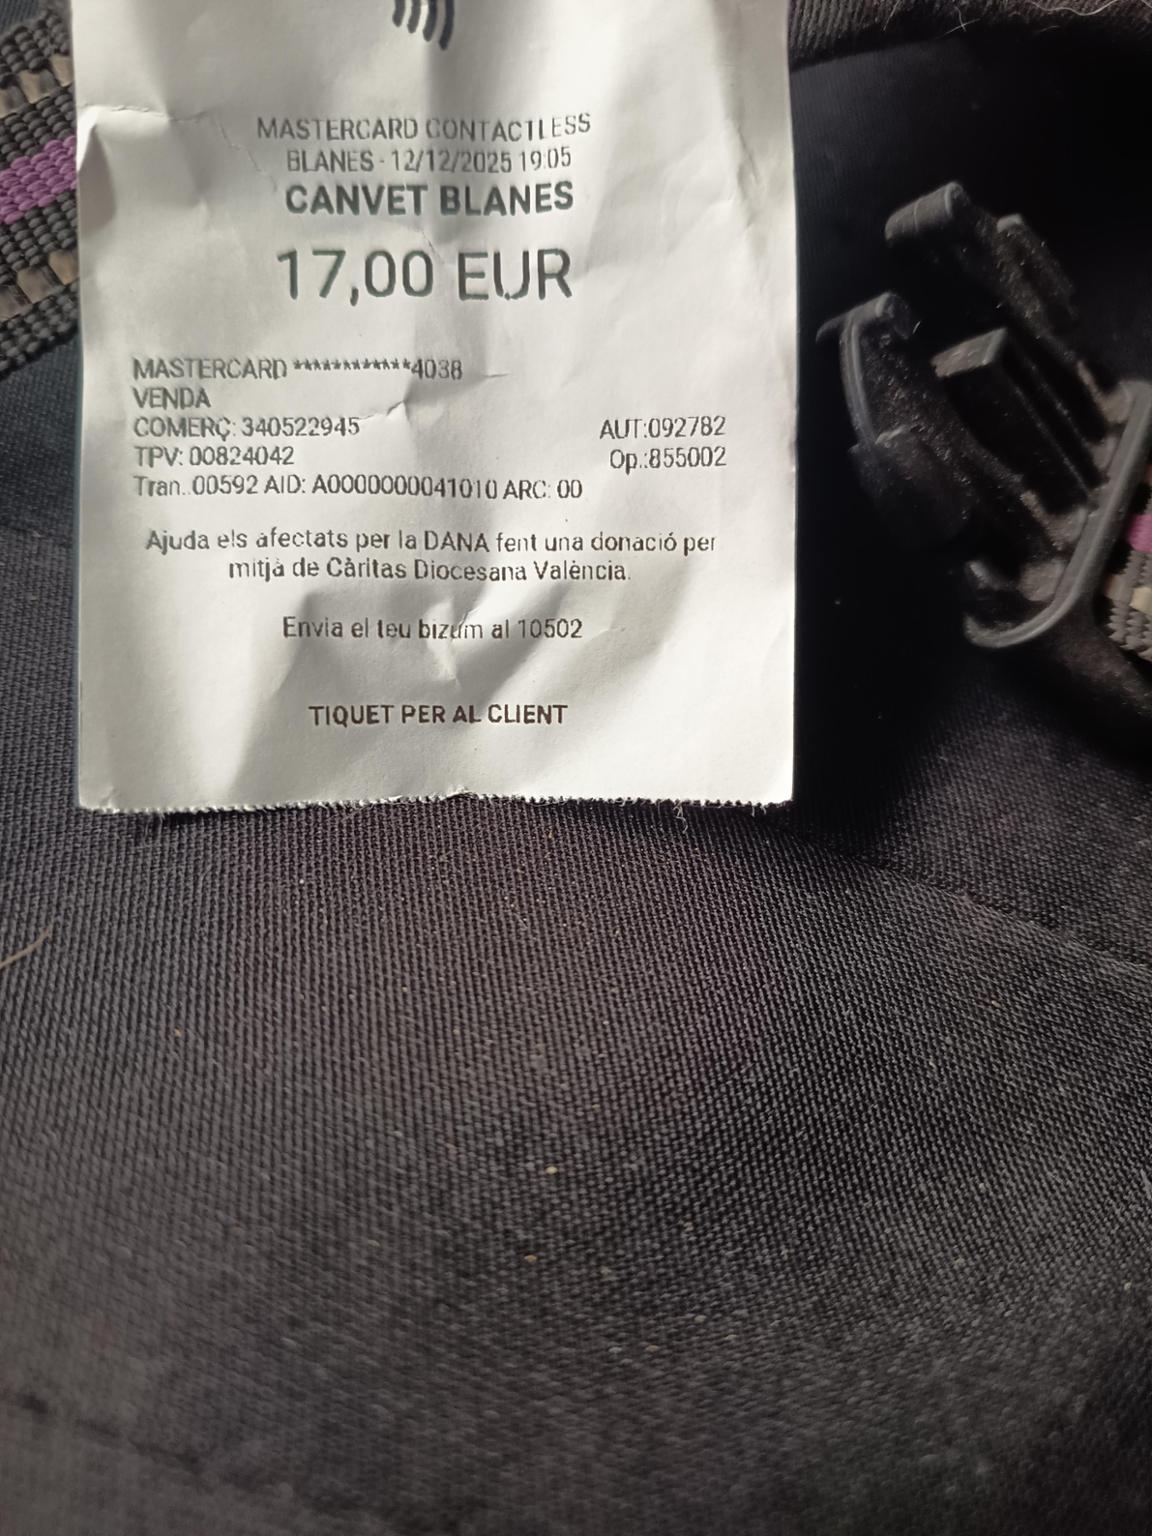 MASTERCARD CONTACTLESS
BLANES - 12/12/2025 19:05
CANVET BLANES
17,00 EUR
MASTERCARD ************4038
VENDA
COMERÇ: 340522945 AUT:092782
TPV: 00824042 Op.:855002
Tran.:00592 AID: A0000000041010 ARC: 00
Ajuda els afectats per la DANA fent una donació per
mitjà de Càritas Diocesana València.
Envia el teu bizum al 10502
TIQUET PER AL CLIENT